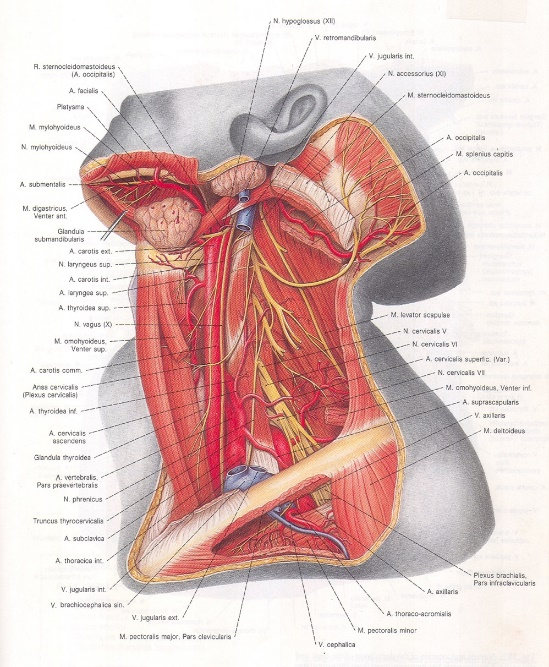 N. hypoglossus (XII)
V. retromandibularis
V. jugularis int.
N. accessorius (XI)
M. sternocleidomastoideus
A. occipitalis
M. splenius capitis
A. occipitalis
R. sternocleidomastoideus
(A. occipitalis)
A. facialis
Platysma
M. mylohyoideus
N. mylohyoideus
A. submentalis
M. digastricus,
Venter ant.
Glandula
submandibularis
A. carotis ext.
N. laryngeus sup.
A. carotis int.
A. laryngea sup.
A. thyroidea sup.
N. vagus (X)
M. omohyoideus,
Venter sup.
A. carotis comm.
Ansa cervicalis
(Plexus cervicalis)
A. thyroidea inf.
A. cervicalis
ascendens
Glandula thyroidea
A. vertebralis,
Pars praevertebralis
N. phrenicus
Truncus thyrocervicalis
A. subclavica
A. thoracica int.
V. jugularis int.
V. brachiocephalica sin.
V. jugularis ext.
M. pectoralis major, Pars clavicularis
M. levator scapulae
N. cervicalis V
N. cervicalis VI
A. cervicalis superfic. (Var.)
N. cervicalis VII
M. omohyoideus, Venter inf.
A. suprascapularis
V. axillaris
M. deltoideus
Plexus brachialis,
Pars infraclavicularis
A. axillaris
A. thoraco-acromialis
M. pectoralis minor
V. cephalica